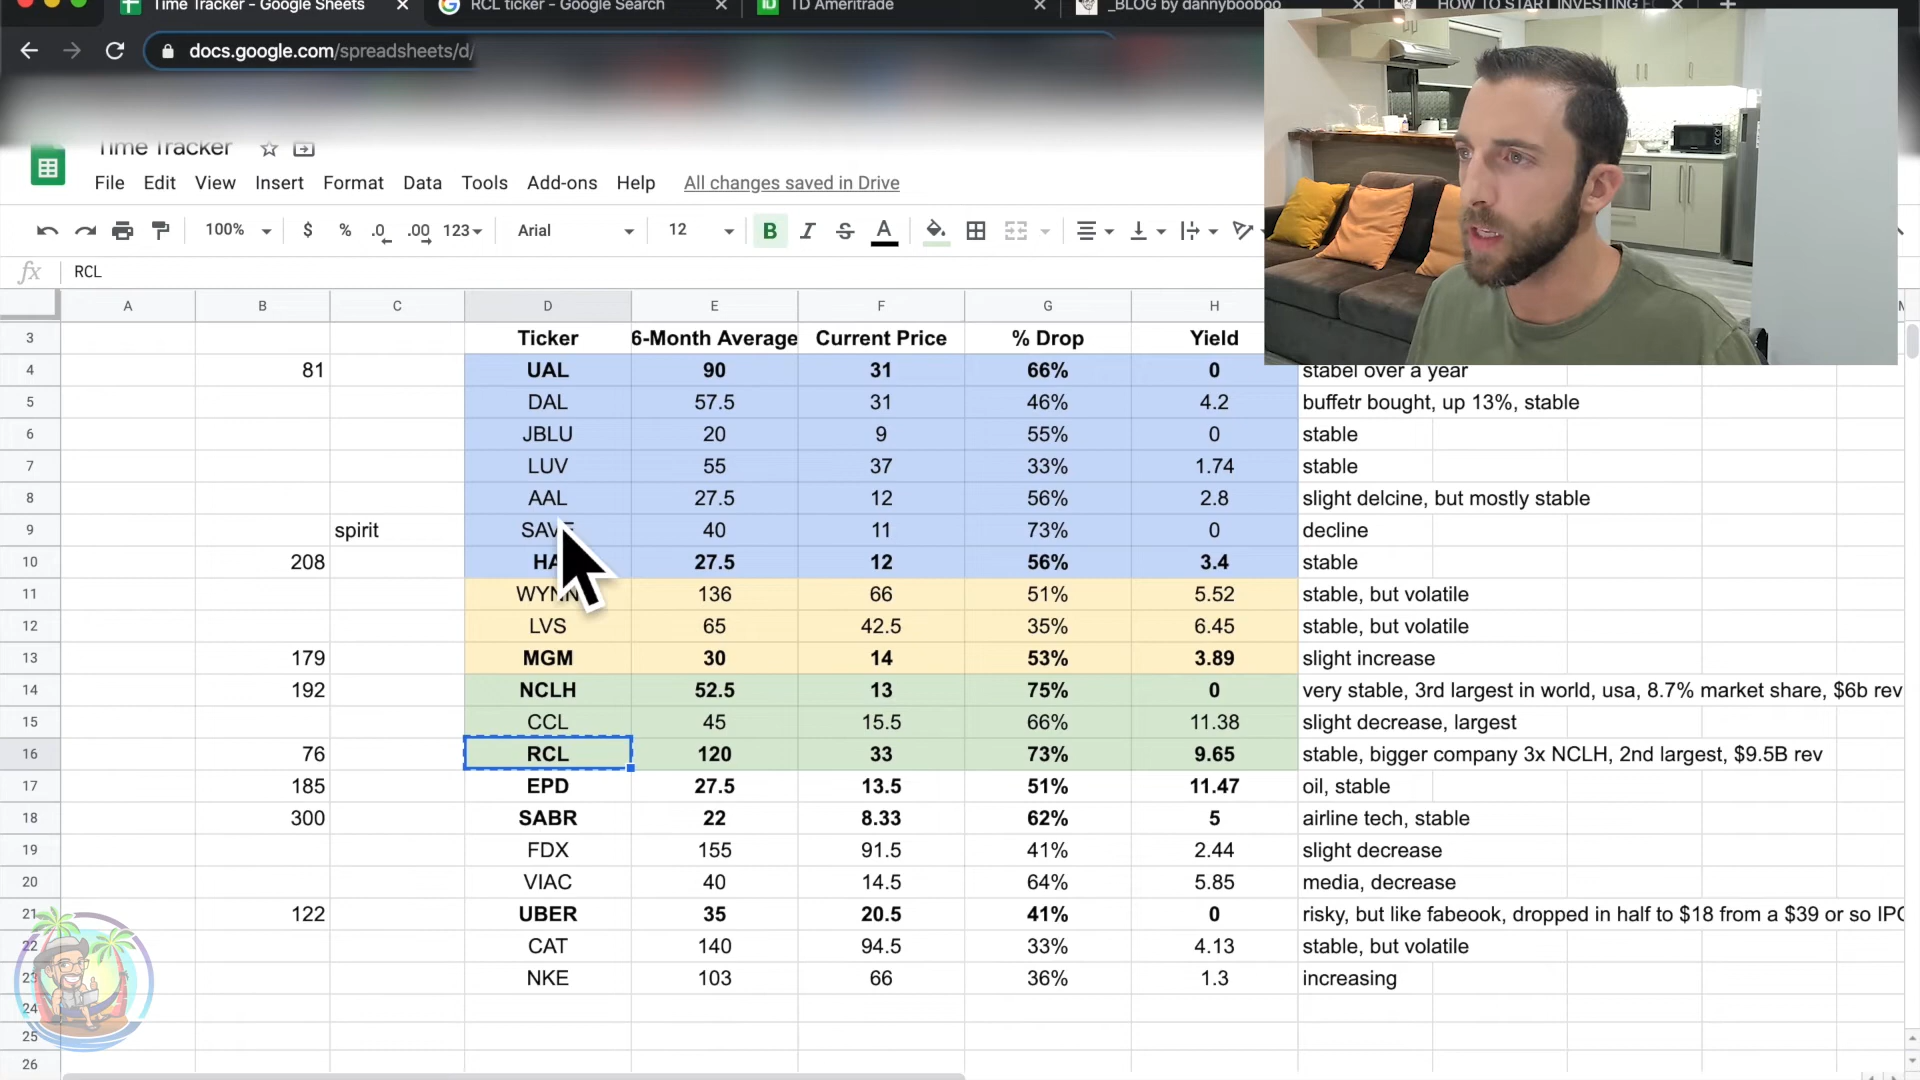 Time Tracker - Google Sheets
RCL ticker - Google Search
TD Ameritrade
_BLOG by dannybooboo
HOW TO START INVESTING
docs.google.com/spreadsheets/d/
Time Tracker
File Edit View Insert Format Data Tools Add-ons Help All changes saved in Drive
100% $ % .0 .00 123 Arial 12 B I S A
fx RCL
A B C D E F G H
3 Ticker 6-Month Average Current Price % Drop Yield
4 81 UAL 90 31 66% 0 stabel over a year
5 DAL 57.5 31 46% 4.2 buffetr bought, up 13%, stable
6 JBLU 20 9 55% 0 stable
7 LUV 55 37 33% 1.74 stable
8 AAL 27.5 12 56% 2.8 slight delcine, but mostly stable
9 spirit SAVE 40 11 73% 0 decline
10 208 HA 27.5 12 56% 3.4 stable
11 WYNN 136 66 51% 5.52 stable, but volatile
12 LVS 65 42.5 35% 6.45 stable, but volatile
13 179 MGM 30 14 53% 3.89 slight increase
14 192 NCLH 52.5 13 75% 0 very stable, 3rd largest in world, usa, 8.7% market share, $6b rev
15 CCL 45 15.5 66% 11.38 slight decrease, largest
16 76 RCL 120 33 73% 9.65 stable, bigger company 3x NCLH, 2nd largest, $9.5B rev
17 185 EPD 27.5 13.5 51% 11.47 oil, stable
18 300 SABR 22 8.33 62% 5 airline tech, stable
19 FDX 155 91.5 41% 2.44 slight decrease
20 VIAC 40 14.5 64% 5.85 media, decrease
21 122 UBER 35 20.5 41% 0 risky, but like fabeook, dropped in half to $18 from a $39 or so IPO
22 CAT 140 94.5 33% 4.13 stable, but volatile
23 NKE 103 66 36% 1.3 increasing
24
25
26